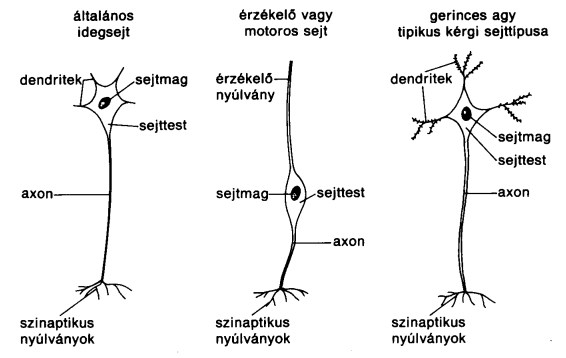 általános
idegsejt
dendritek
sejtmag
sejttest
axon
szinaptikus
nyúlványok
érzékelő vagy
motoros sejt
érzékelő
nyúlvány
sejtmag
sejttest
axon
szinaptikus
nyúlványok
gerinces agy
tipikus kérgi sejttípusa
dendritek
sejtmag
sejttest
axon
szinaptikus
nyúlványok